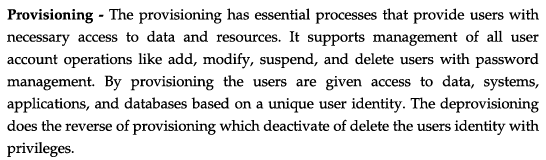 Provisioning - The provisioning has essential processes that provide users with
necessary access to data and resources. It supports management of all user
account operations like add, modify, suspend, and delete users with password
management. By provisioning the users are given access to data, systems,
applications, and databases based on a unique user identity. The deprovisioning
does the reverse of provisioning which deactivate of delete the users identity with
privileges.